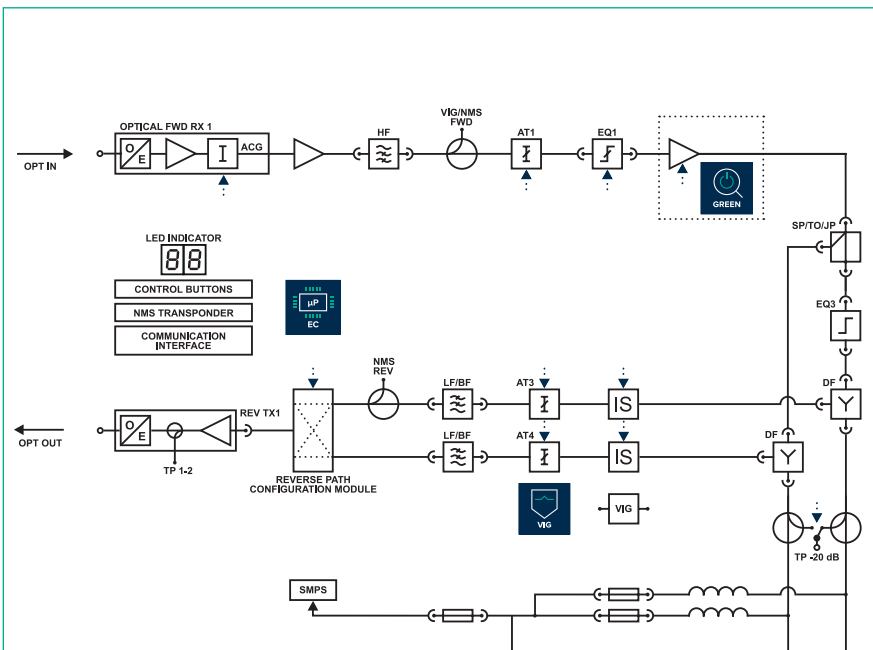 VIG/NMS
FWD
OPTICAL FWD RX 1
HF
AT1
EQ1
O
E
I
ACG
OPT IN
GREEN
SP/TO/JP
LED INDICATOR
88
CONTROL BUTTONS
NMS TRANSPONDER
COMMUNICATION
INTERFACE
µP
EC
EQ3
NMS
REV
LF/BF
AT3
IS
DF
REV TX1
O
E
OPT OUT
TP 1-2
LF/BF
AT4
IS
DF
REVERSE PATH
CONFIGURATION MODULE
VIG
VIG
TP -20 dB
SMPS